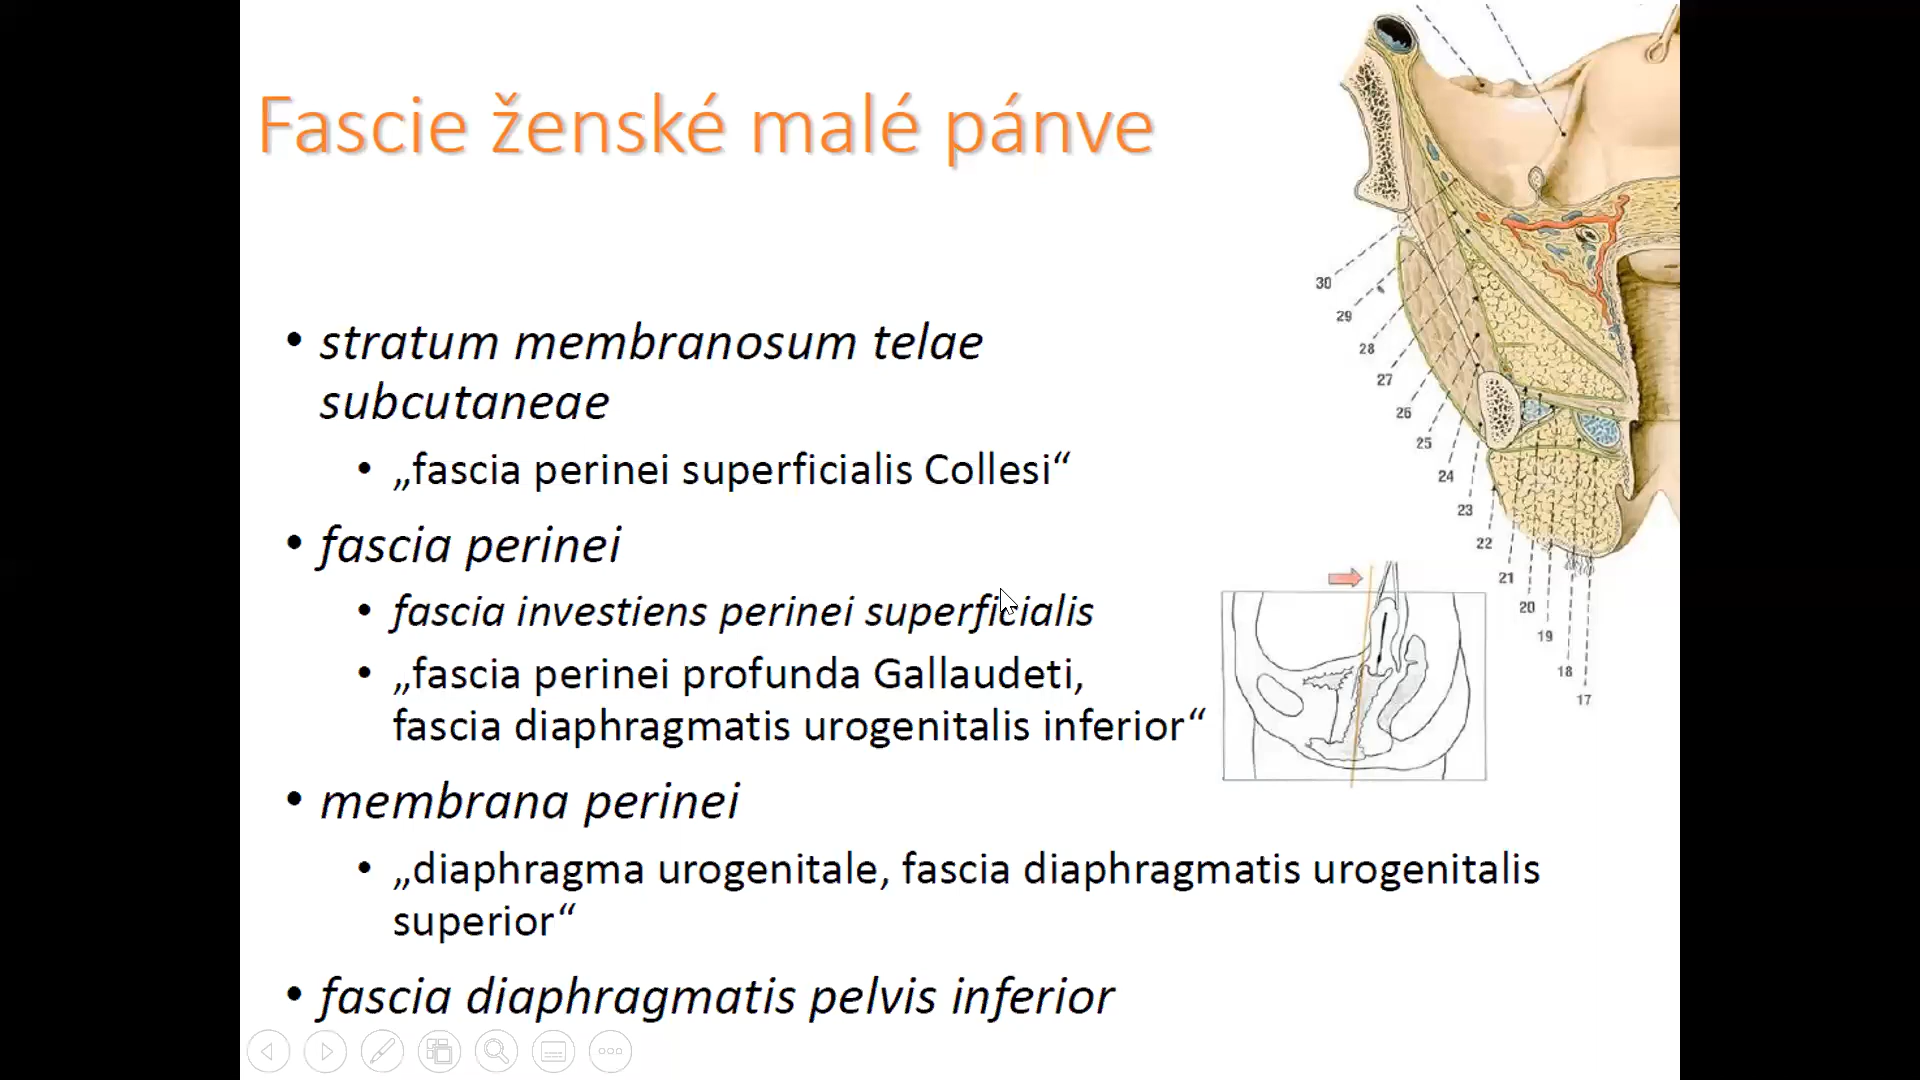 Fascie ženské malé pánve
• stratum membranosum telae
subcutaneae
• „fascia perinei superficialis Collesi“
• fascia perinei
• fascia investiens perinei superficialis
• „fascia perinei profunda Gallaudeti,
fascia diaphragmatis urogenitalis inferior“
• membrana perinei
• „diaphragma urogenitale, fascia diaphragmatis urogenitalis
superior“
• fascia diaphragmatis pelvis inferior
30
29
28
27
26
25
24
23
22
21
20
19
18
17